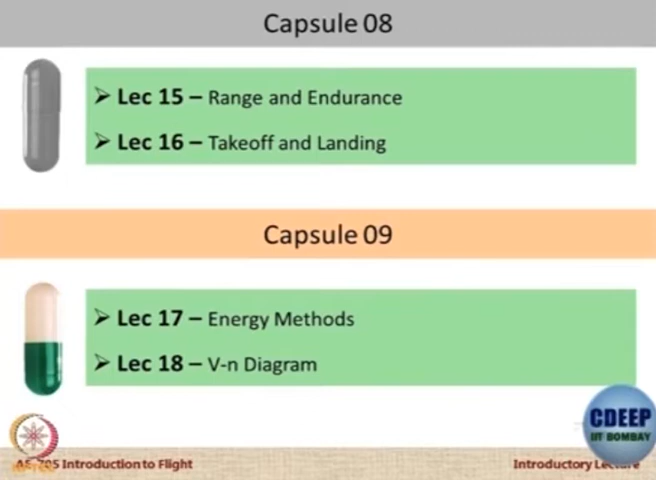 Capsule 08
➢ Lec 15 – Range and Endurance
➢ Lec 16 – Takeoff and Landing
Capsule 09
➢ Lec 17 – Energy Methods
➢ Lec 18 – V-n Diagram
CDEEP
IIT BOMBAY
Introduction to Flight
Introductory Lecture